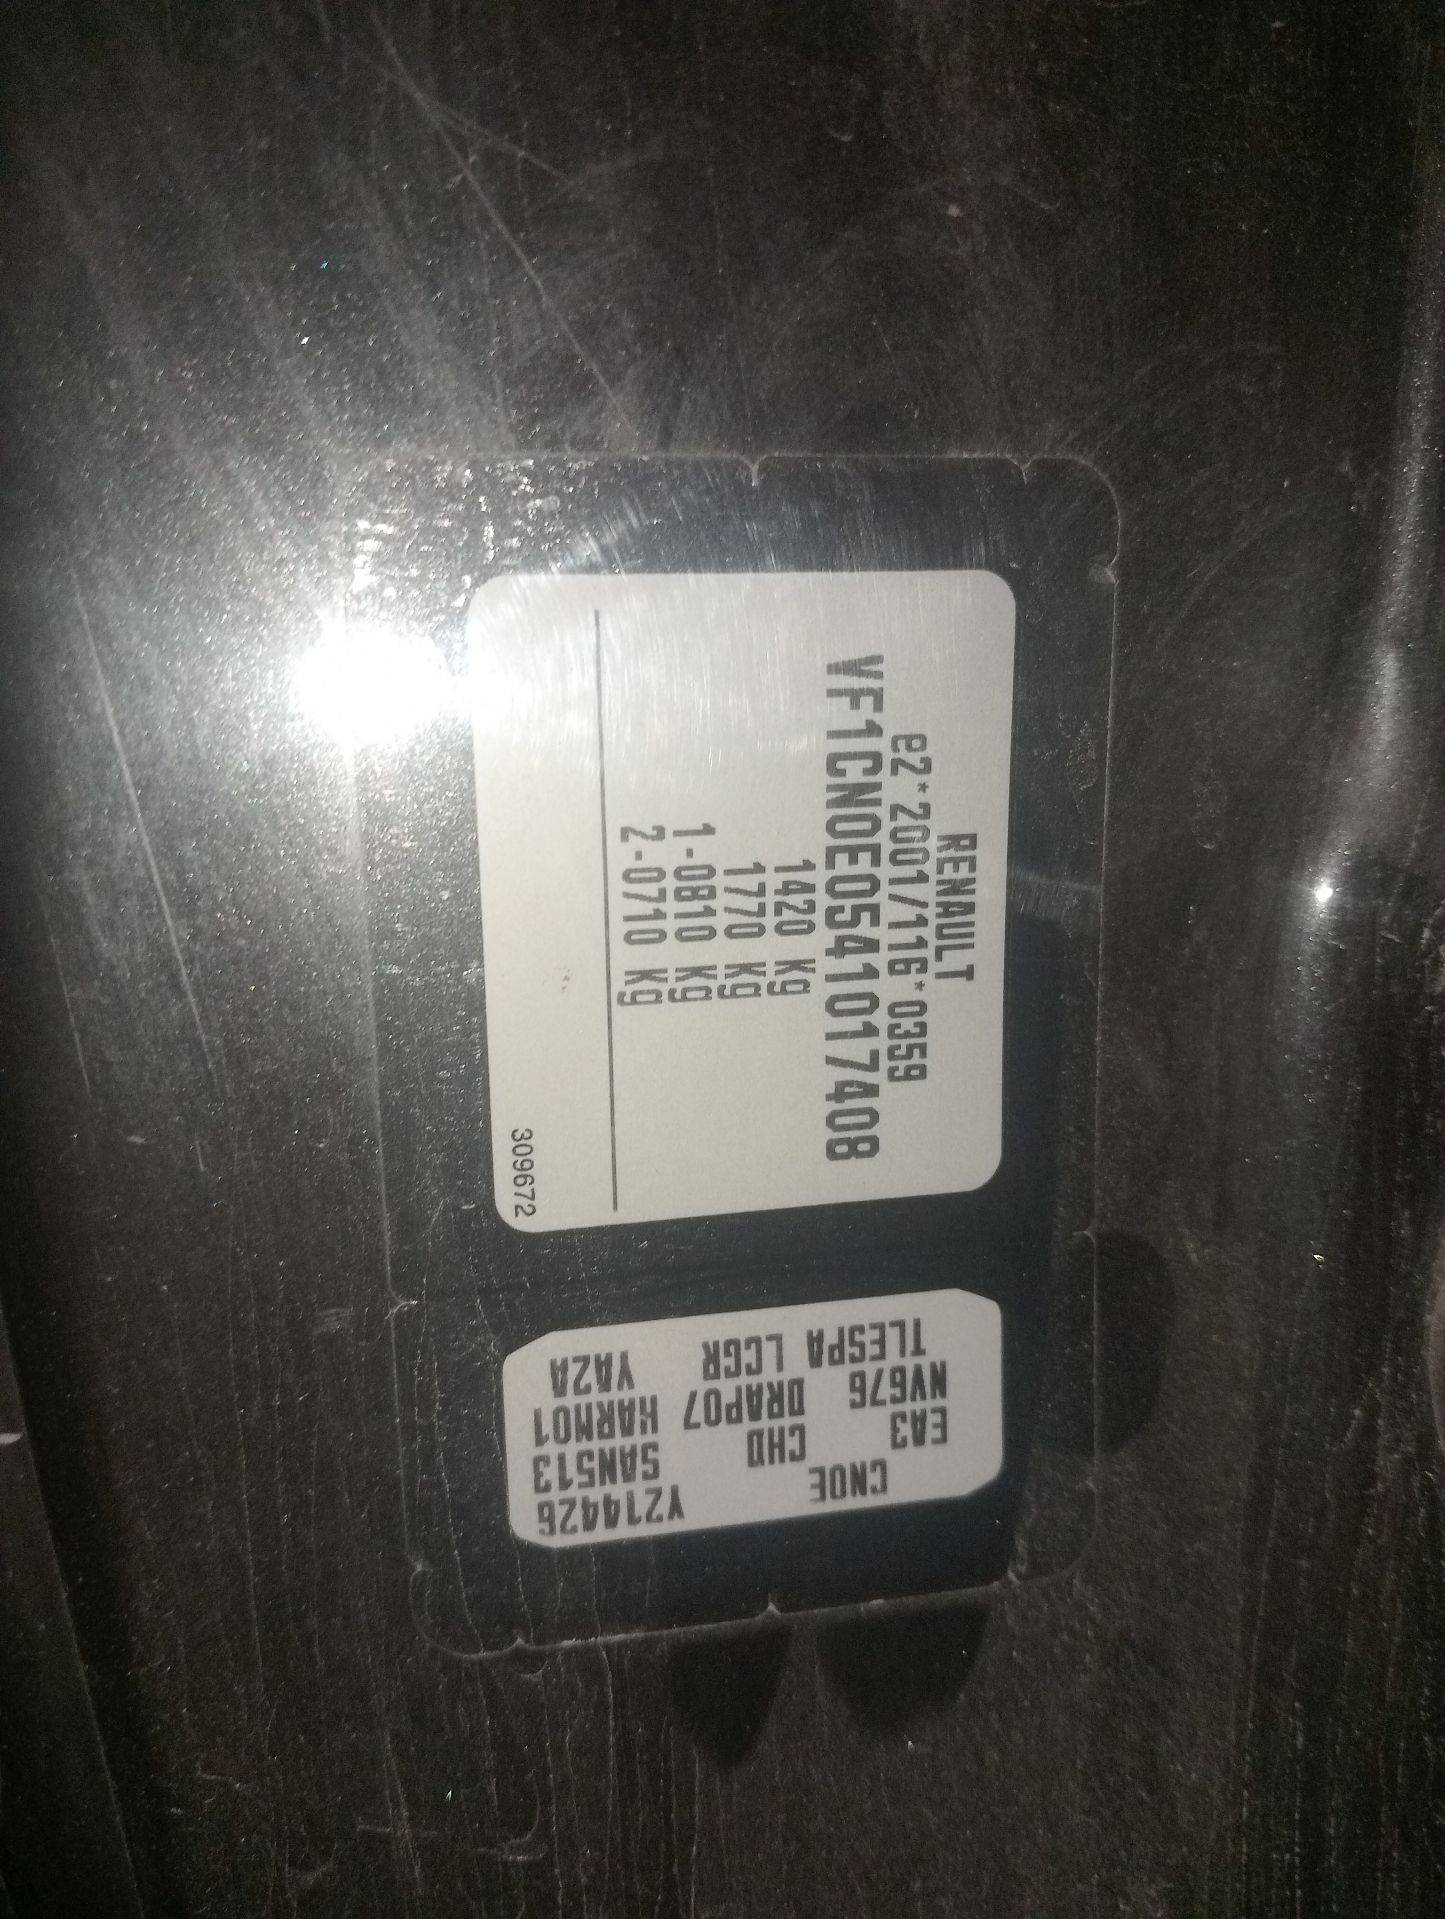 RENAULT
e2*2001/116*0359
VF1CN0E0541017408
1420 Kg
1770 Kg
1-0810 Kg
2-0710 Kg
309672
CN0E Y214426
EA3 CHD SAN513
NV676 DRAP07 HARM01
TLESPA LCGR YA2A